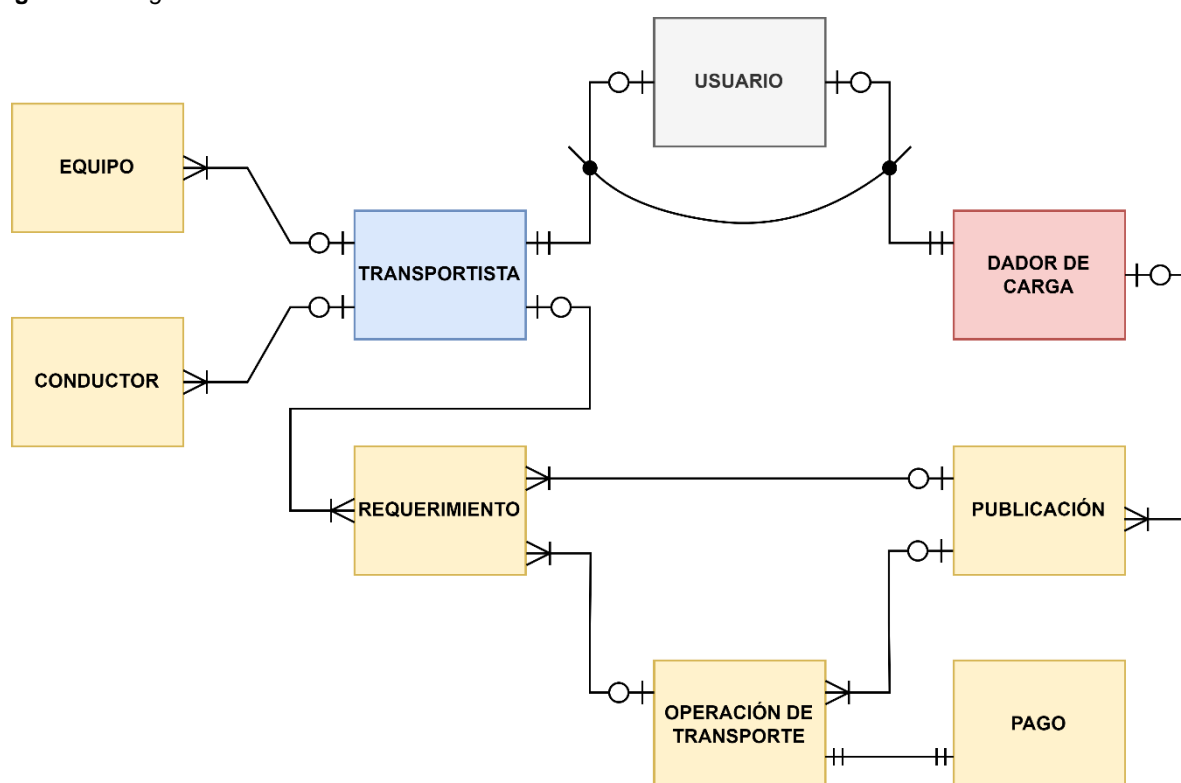 USUARIO
EQUIPO
TRANSPORTISTA
DADOR DE
CARGA
CONDUCTOR
REQUERIMIENTO
PUBLICACIÓN
OPERACIÓN DE
TRANSPORTE
PAGO